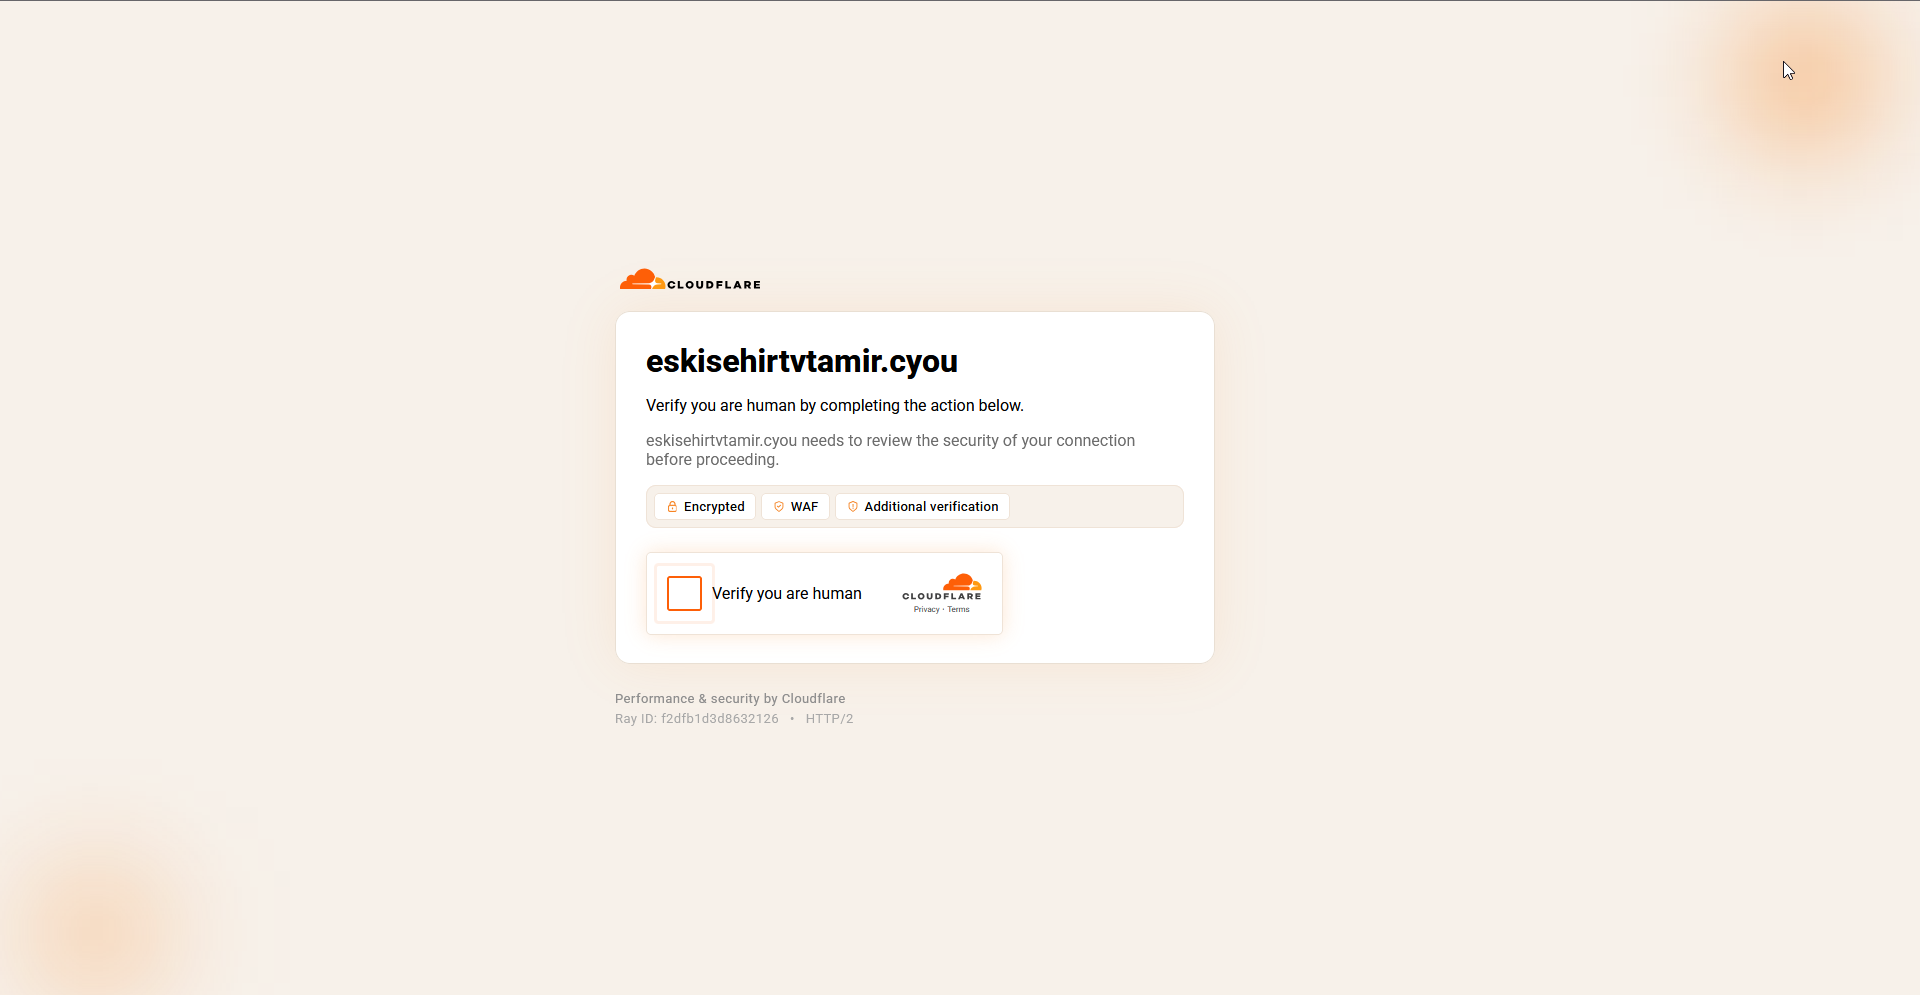 CLOUDFLARE
eskisehirtvtamir.cyou
Verify you are human by completing the action below.
eskisehirtvtamir.cyou needs to review the security of your connection
before proceeding.
Encrypted WAF Additional verification
Verify you are human
CLOUDFLARE
Privacy · Terms
Performance & security by Cloudflare
Ray ID: f2dfb1d3d8632126 • HTTP/2